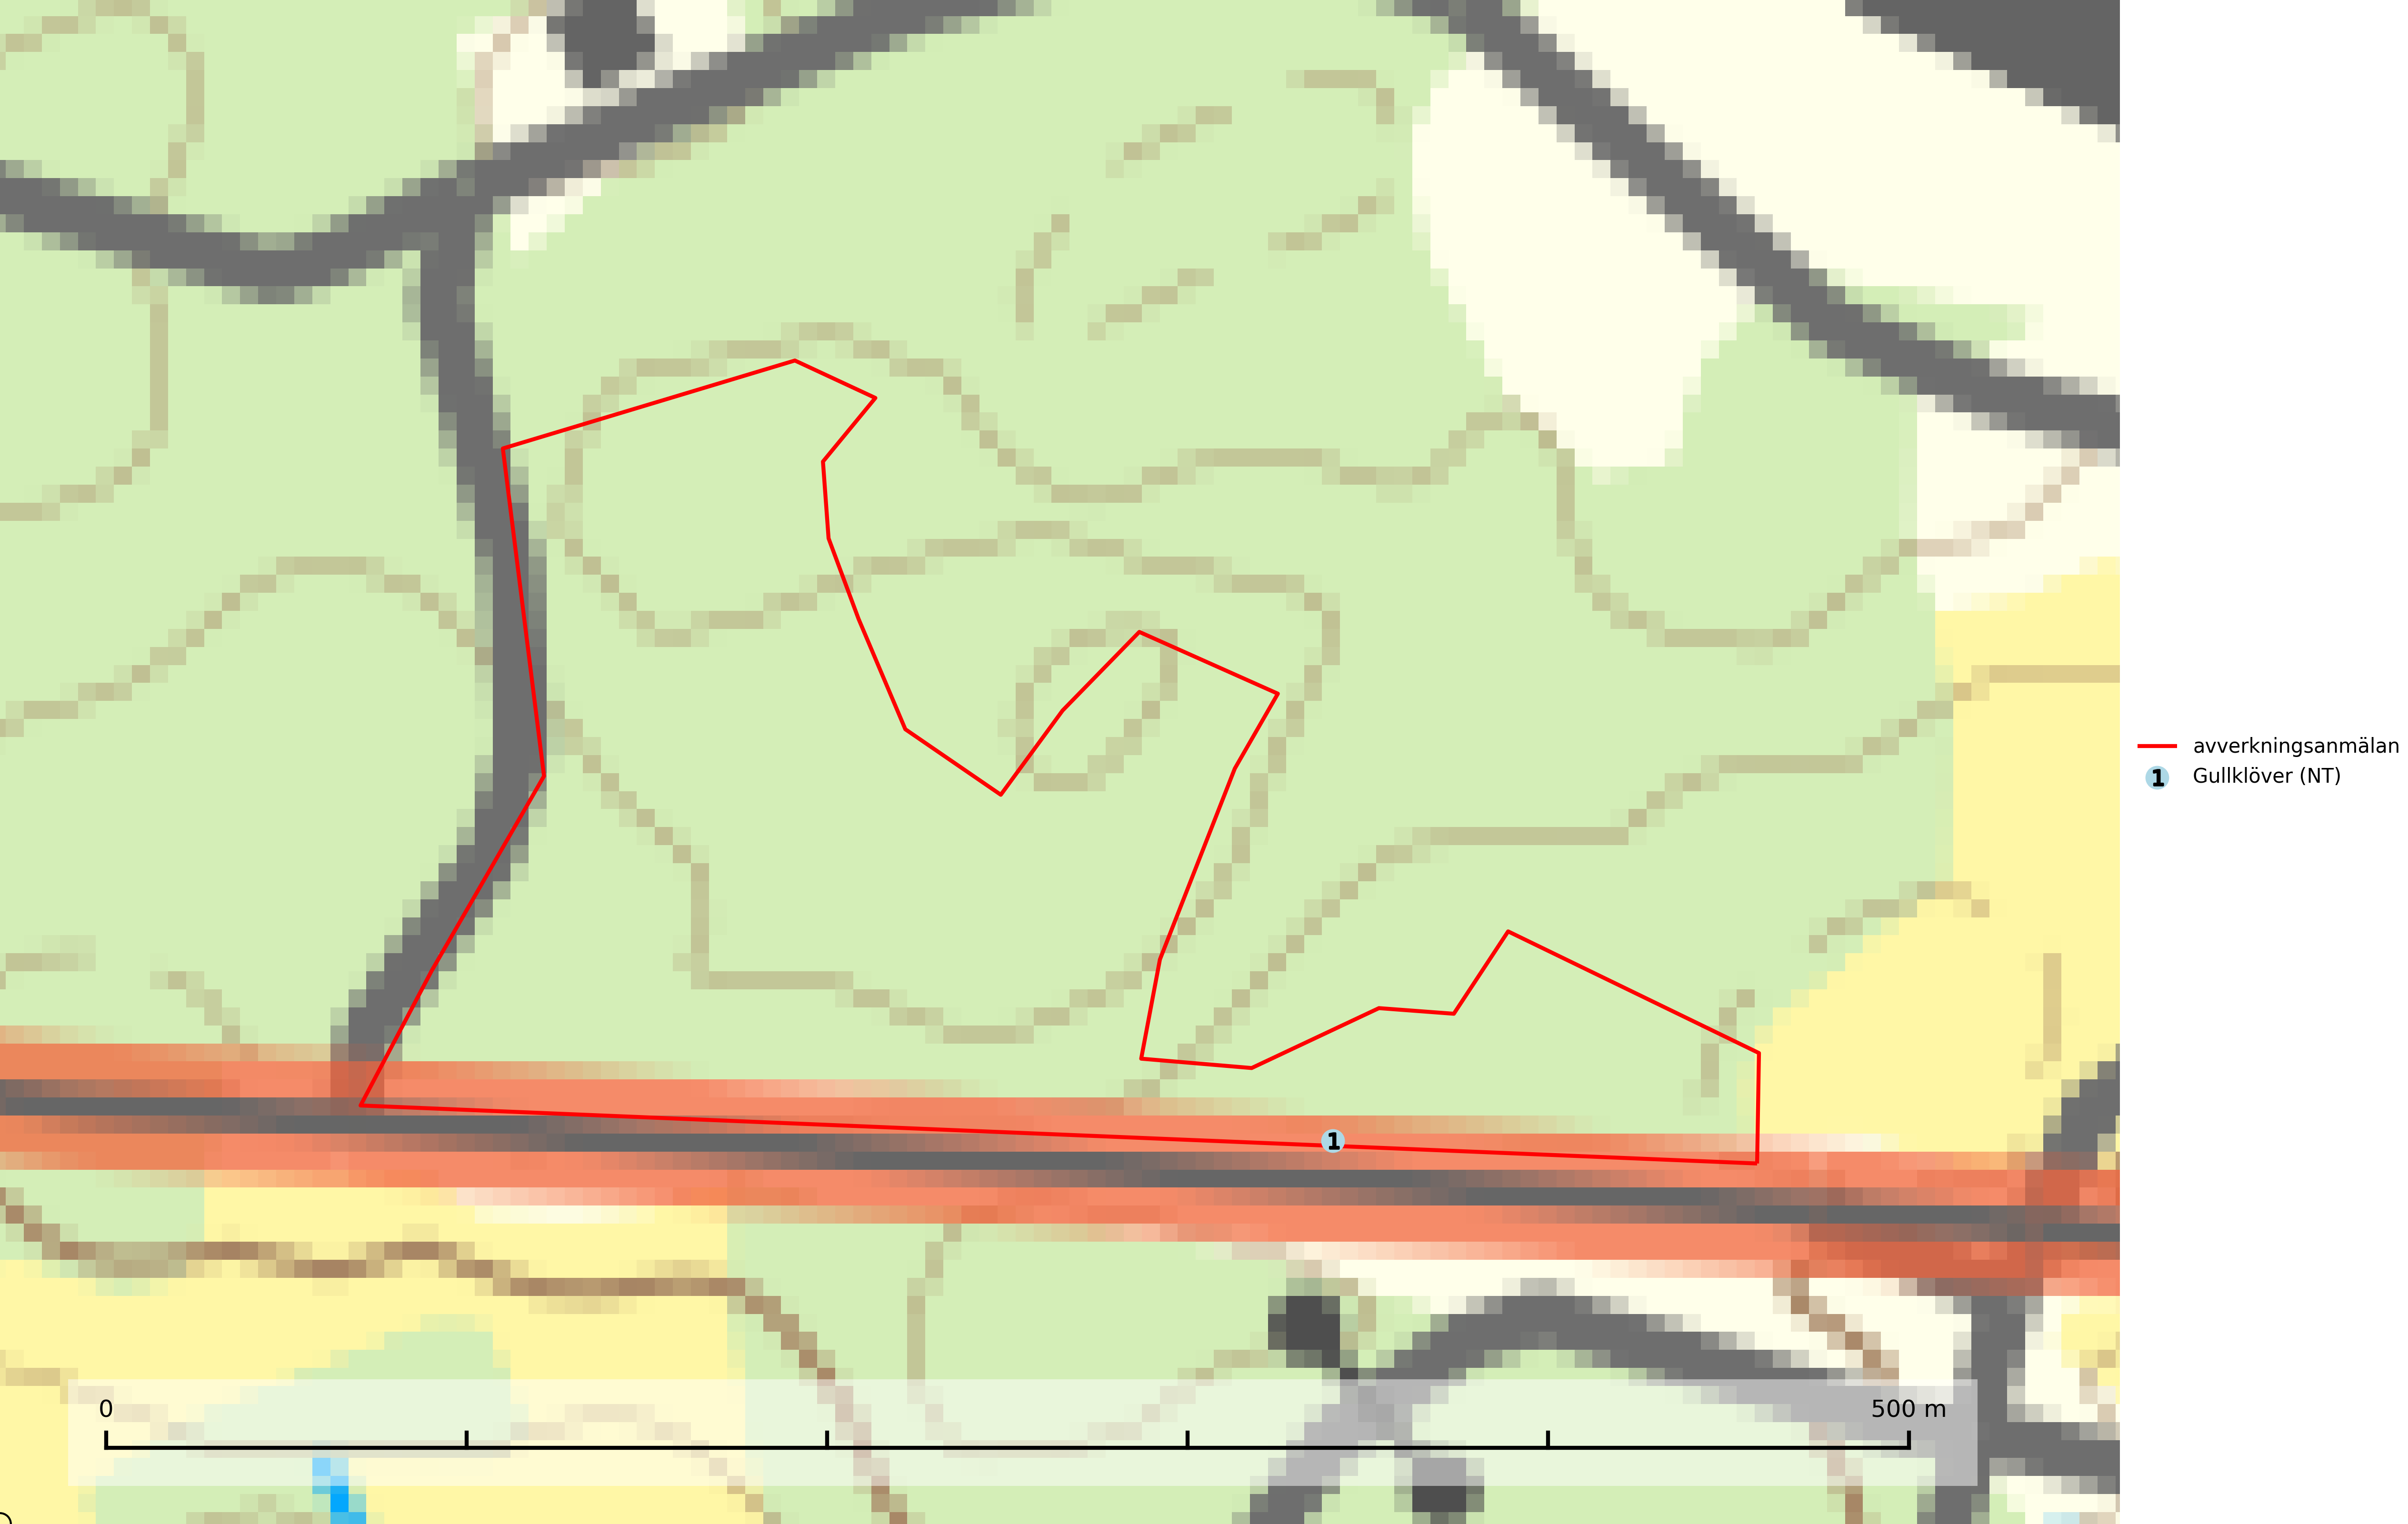 avverkningsanmälan
1 Gullklöver (NT)
1
0 500 m